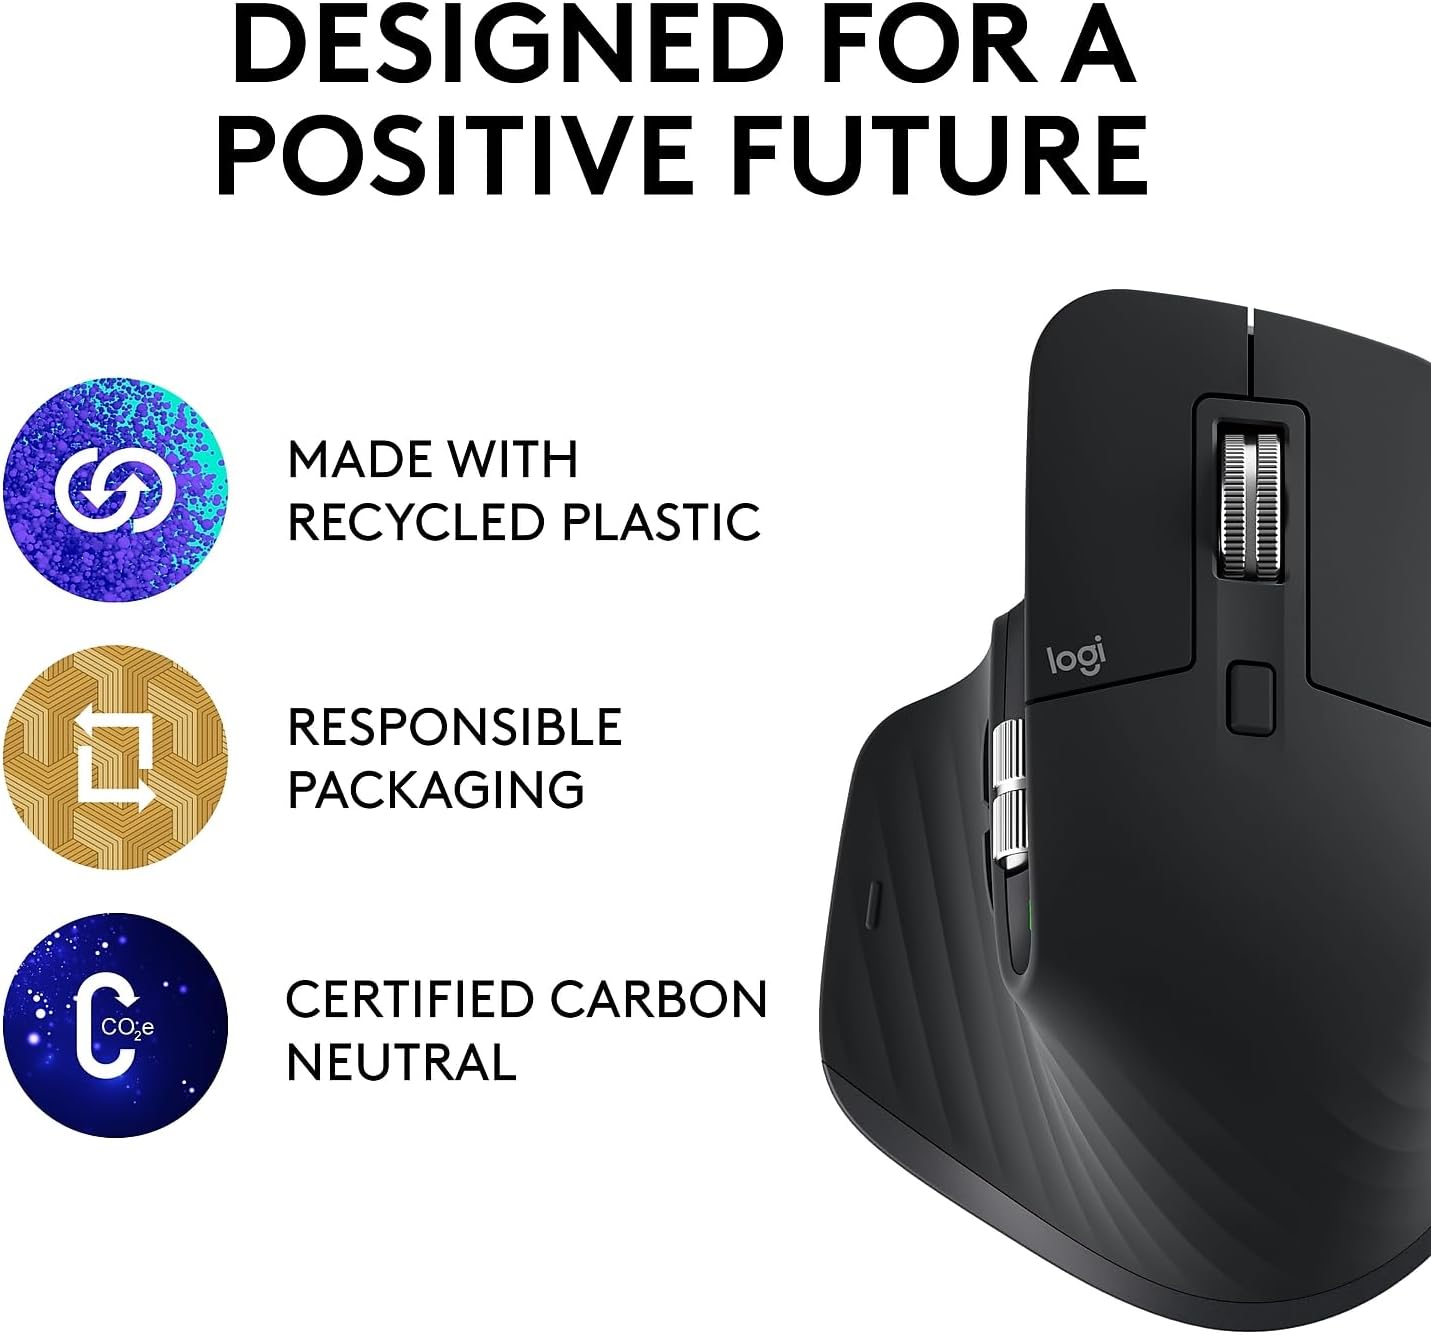 DESIGNED FOR A
POSITIVE FUTURE
MADE WITH
RECYCLED PLASTIC
RESPONSIBLE
PACKAGING
CO₂e
CERTIFIED CARBON
NEUTRAL
logi